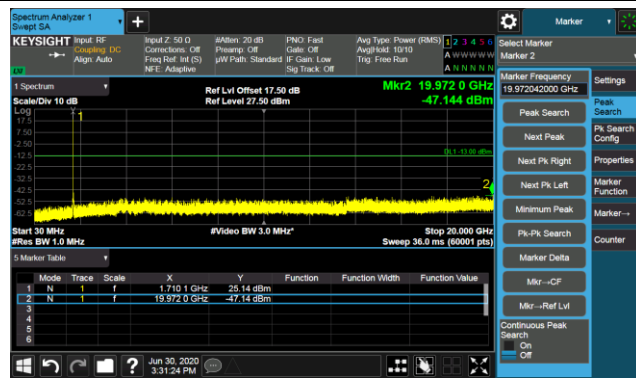 Spectrum Analyzer 1
Swept SA
Marker
KEYSIGHT
Input: RF
Coupling: DC
Align: Auto
Input Z: 50 Ω
Corrections: Off
Freq Ref: Int (S)
NFE: Adaptive
#Atten: 20 dB
Preamp: Off
µW Path: Standard
PNO: Fast
Gate: Off
IF Gain: Low
Sig Track: Off
Avg Type: Power (RMS)
Avg|Hold: 10/10
Trig: Free Run
1 2 3 4 5 6
A W W W W W
A N N N N N
LW
Select Marker
Marker 2
Marker Frequency
19.972042000 GHz
Peak Search
Next Peak
Next Pk Right
Next Pk Left
Minimum Peak
Pk-Pk Search
Marker Delta
Mkr→CF
Mkr→Ref Lvl
Continuous Peak
Search
On
Off
Settings
Peak
Search
Pk Search
Config
Properties
Marker
Function
Marker→
Counter
1 Spectrum
Scale/Div 10 dB
Log
Ref Lvl Offset 17.50 dB
Ref Level 27.50 dBm
Mkr2 19.972 0 GHz
-47.144 dBm
17.5
7.50
-2.50
-12.5
-22.5
-32.5
-42.5
-52.5
-62.5
1
DL1 -13.00 dBm
2
Start 30 MHz
#Res BW 1.0 MHz
#Video BW 3.0 MHz*
Stop 20.000 GHz
Sweep 36.0 ms (60001 pts)
5 Marker Table
Mode Trace Scale X Y Function Function Width Function Value
1 N 1 f 1.710 1 GHz 25.14 dBm
2 N 1 f 19.972 0 GHz -47.14 dBm
3
4
5
6
?
Jun 30, 2020
3:31:24 PM